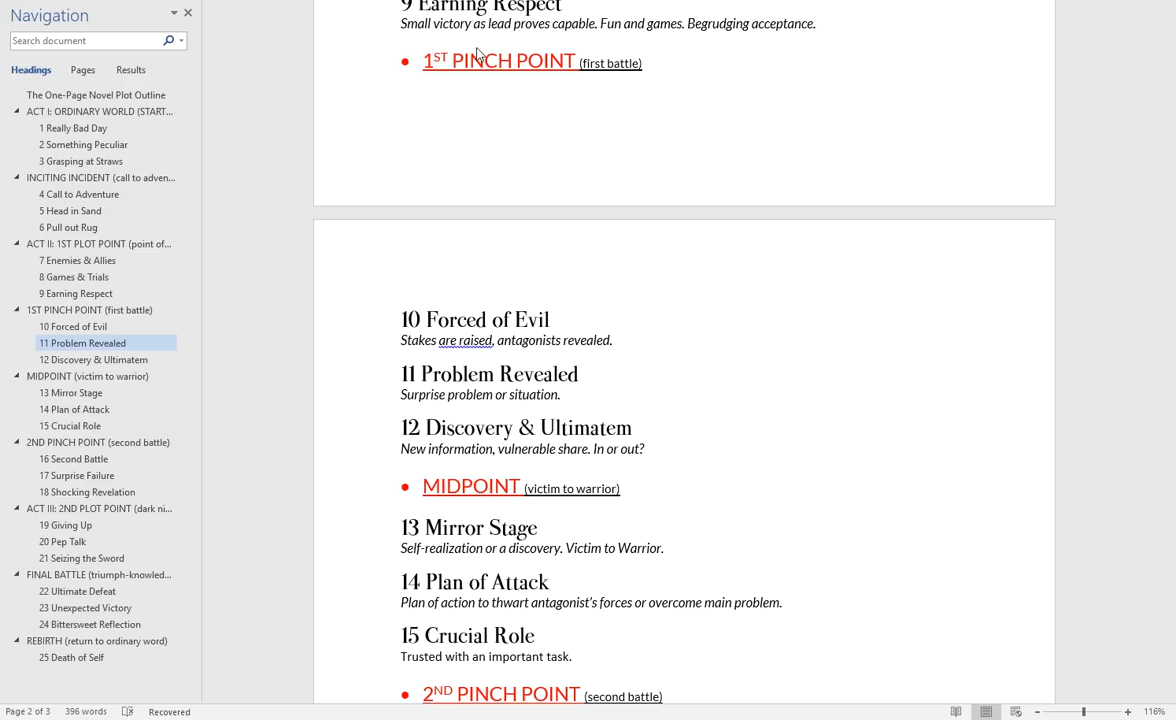 Navigation
Search document
Headings Pages Results
The One-Page Novel Plot Outline
ACT I: ORDINARY WORLD (START...
1 Really Bad Day
2 Something Peculiar
3 Grasping at Straws
INCITING INCIDENT (call to adven...
4 Call to Adventure
5 Head in Sand
6 Pull out Rug
ACT II: 1ST PLOT POINT (point of...
7 Enemies & Allies
8 Games & Trials
9 Earning Respect
1ST PINCH POINT (first battle)
10 Forced of Evil
11 Problem Revealed
12 Discovery & Ultimatem
MIDPOINT (victim to warrior)
13 Mirror Stage
14 Plan of Attack
15 Crucial Role
2ND PINCH POINT (second battle)
16 Second Battle
17 Surprise Failure
18 Shocking Revelation
ACT III: 2ND PLOT POINT (dark ni...
19 Giving Up
20 Pep Talk
21 Seizing the Sword
FINAL BATTLE (triumph-knowled...
22 Ultimate Defeat
23 Unexpected Victory
24 Bittersweet Reflection
REBIRTH (return to ordinary word)
25 Death of Self
9 Earning Respect
Small victory as lead proves capable. Fun and games. Begrudging acceptance.
• 1ST PINCH POINT (first battle)
10 Forced of Evil
Stakes are raised, antagonists revealed.
11 Problem Revealed
Surprise problem or situation.
12 Discovery & Ultimatem
New information, vulnerable share. In or out?
• MIDPOINT (victim to warrior)
13 Mirror Stage
Self-realization or a discovery. Victim to Warrior.
14 Plan of Attack
Plan of action to thwart antagonist's forces or overcome main problem.
15 Crucial Role
Trusted with an important task.
• 2ND PINCH POINT (second battle)
Page 2 of 3 396 words Recovered 116%